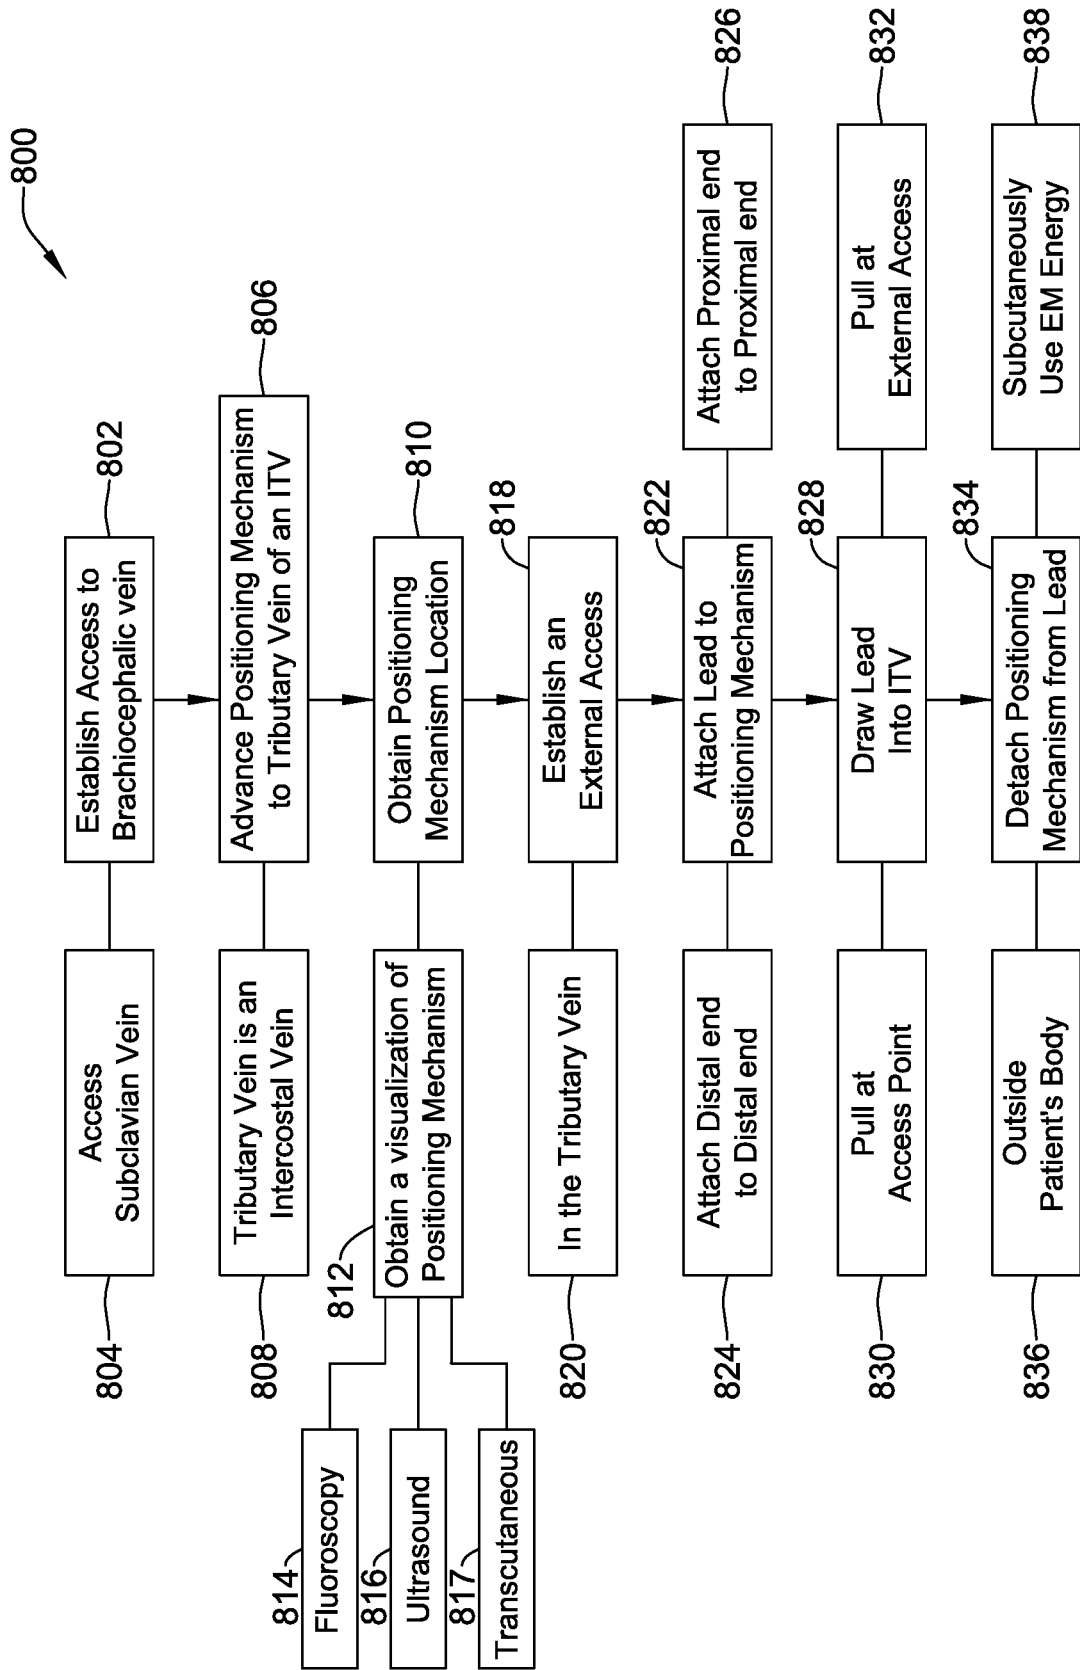 800
Access
Subclavian Vein
804
Establish Access to
Brachiocephalic vein
802
Tributary Vein is an
Intercostal Vein
808
Advance Positioning Mechanism
to Tributary Vein of an ITV
806
814
Fluoroscopy
816
Ultrasound
817
Transcutaneous
812
Obtain a visualization of
Positioning Mechanism
Obtain Positioning
Mechanism Location
810
In the Tributary Vein
820
Establish an
External Access
818
Attach Distal end
to Distal end
824
Attach Lead to
Positioning Mechanism
822
Attach Proximal end
to Proximal end
826
Pull at
Access Point
830
Draw Lead
Into ITV
828
Pull at
External Access
832
Outside
Patient's Body
836
Detach Positioning
Mechanism from Lead
834
Subcutaneously
Use EM Energy
838